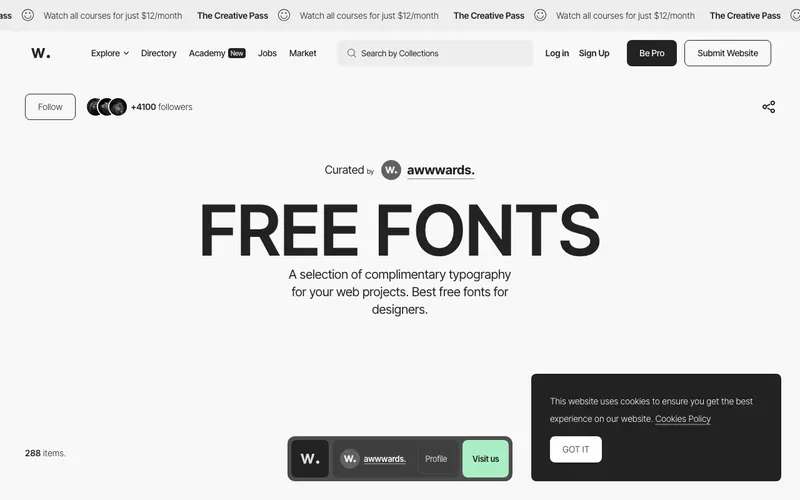 ass Watch all courses for just $12/month The Creative Pass Watch all courses for just $12/month The Creative Pass Watch all courses for just $12/month The Creative Pass
W. Explore Directory Academy New Jobs Market Search by Collections Log in Sign Up Be Pro Submit Website
Follow +4100 followers
Curated by W. awwwards.
FREE FONTS
A selection of complimentary typography
for your web projects. Best free fonts for
designers.
This website uses cookies to ensure you get the best
experience on our website. Cookies Policy
GOT IT
288 items.
W. W. awwwards. Profile Visit us